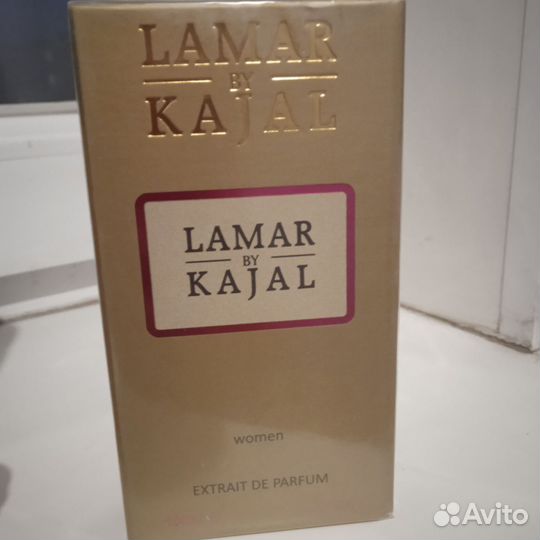 LAMAR
BY
KAJAL
LAMAR
BY
KAJAL
women
EXTRAIT DE PARFUM
Avito